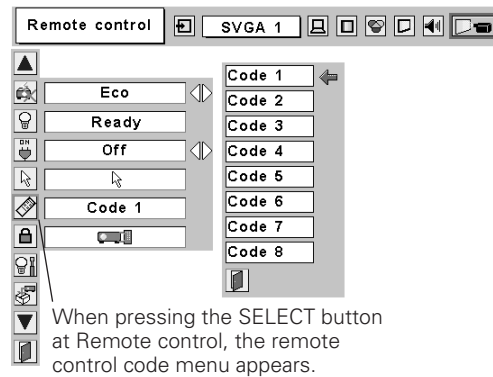 Remote control
SVGA 1
Eco
Ready
ON
Off
Code 1
Code 1
Code 2
Code 3
Code 4
Code 5
Code 6
Code 7
Code 8
When pressing the SELECT button
at Remote control, the remote
control code menu appears.